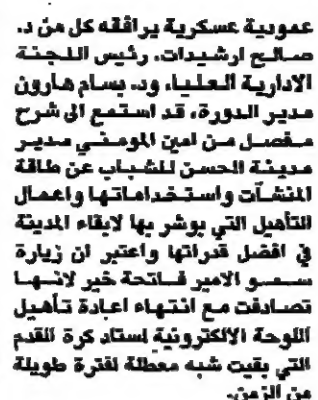 عمودية عسكرية يرافقه كل من د.
صالح ارشيدات، رئيس اللجنة
الادارية العليا، ود. بسام هارون
مدير الدورة، قد استمع الى شرح
مفصل من امين المومني مدير
مدينة الحسن للشباب عن طاقة
المنشآت واستخداماتها واعمال
التأهيل التي بوشر بها لابقاء المدينة
في افضل قدراتها واعتبر ان زيارة
سمو الامير فاتحة خير لانها
تصادفت مع انتهاء اعادة تأهيل
اللوحة الالكترونية لستاد كرة القدم
التي بقيت شبه معطلة لفترة طويلة
من الزمن.